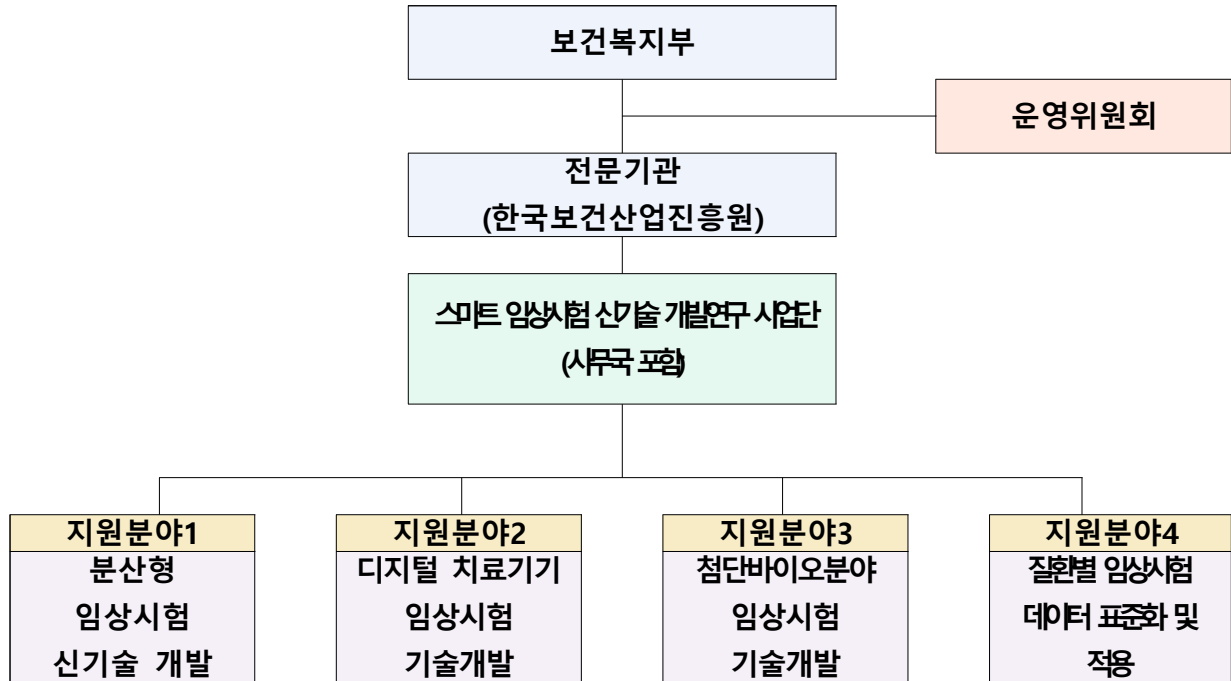 보건복지부
운영위원회
전문기관
(한국보건산업진흥원)
스마트 임상시험 신기술 개발연구 사업단
(사무국 포함)
지원분야1
분산형
임상시험
신기술 개발
지원분야2
디지털 치료기기
임상시험
기술개발
지원분야3
첨단바이오분야
임상시험
기술개발
지원분야4
질환별 임상시험
데이터 표준화 및
적용